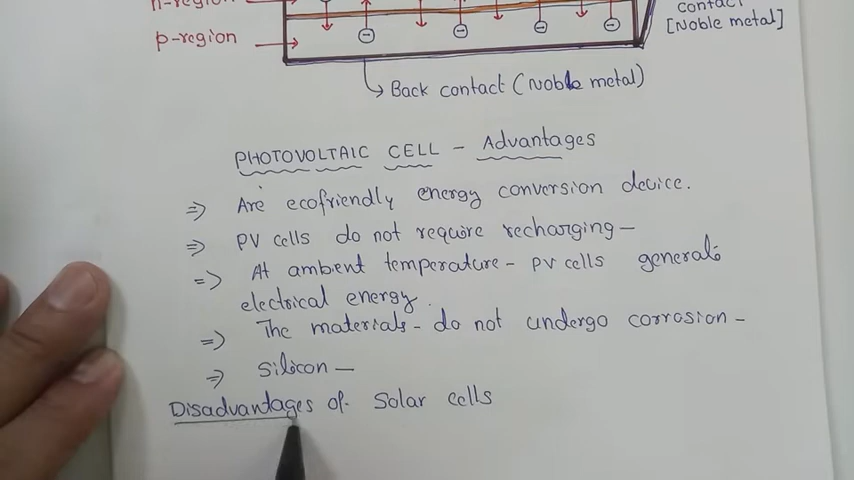 n-region
contact
p-region
[Noble metal]
Back contact (Noble metal)
PHOTOVOLTAIC CELL - Advantages
⇒ Are ecofriendly energy conversion device.
⇒ PV cells do not require recharging -
⇒ At ambient temperature - PV cells generate
electrical energy.
⇒ The materials - do not undergo corrosion -
⇒ Silicon -
Disadvantages of Solar cells